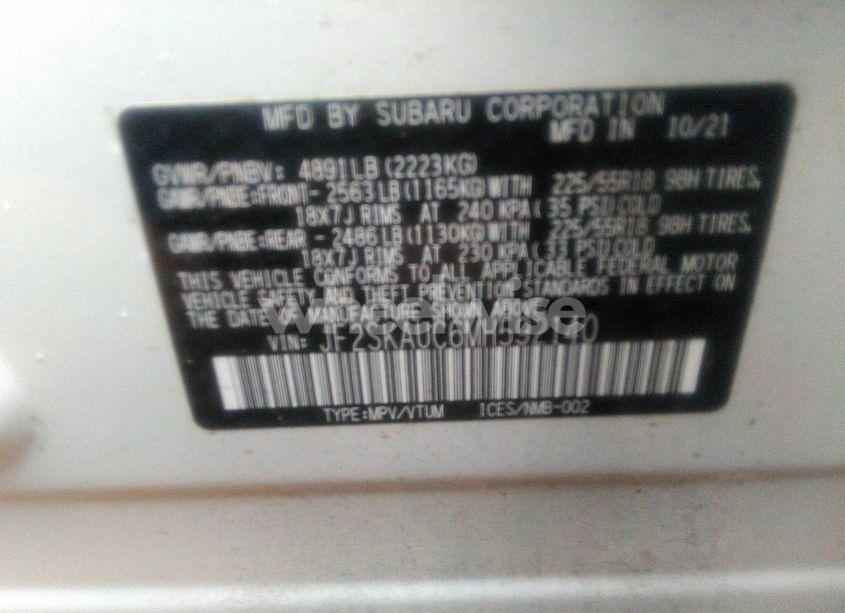 MFD BY SUBARU CORPORATION
MFD IN 10/21
GVWR/PNBV: 4891LB(2223KG)
GAWR/PNBE:FRONT-2563LB(1165KG)WITH 225/55R18 98H TIRES,
18X7J RIMS AT 240 KPA(35 PSI)COLD
GAWR/PNBE:REAR -2486LB(1130KG)WITH 225/55R18 98H TIRES,
18X7J RIMS AT 230 KPA(33 PSI)COLD
THIS VEHICLE CONFORMS TO ALL APPLICABLE FEDERAL MOTOR
VEHICLE SAFETY AND THEFT PREVENTION STANDARDS IN EFFECT ON
THE DATE OF MANUFACTURE SHOWN ABOVE.
wheelwise
VIN:
TYPE:MPV/VTUM ICES/NMB-002